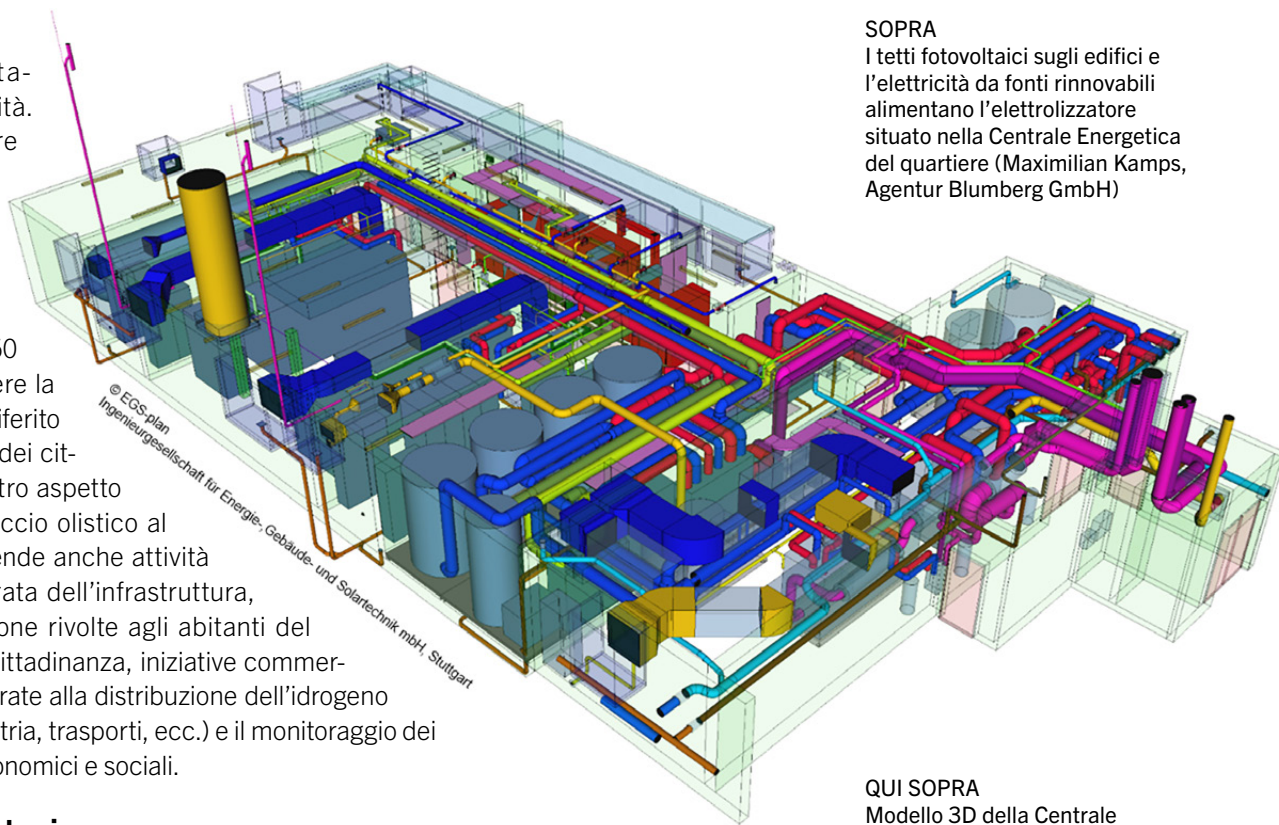 ta-
ità.
re
ere la
iferito
dei cit-
tro aspetto
ccio olistico al
ende anche attività
rata dell'infrastruttura,
one rivolte agli abitanti del
ittadinanza, iniziative commer-
rate alla distribuzione dell'idrogeno
tria, trasporti, ecc.) e il monitoraggio dei
onomici e sociali.
© EGS-plan
Ingenieurgesellschaft für Energie-, Gebäude- und Solartechnik mbH, Stuttgart
SOPRA
I tetti fotovoltaici sugli edifici e
l'elettricità da fonti rinnovabili
alimentano l'elettrolizzatore
situato nella Centrale Energetica
del quartiere (Maximilian Kamps,
Agentur Blumberg GmbH)
QUI SOPRA
Modello 3D della Centrale